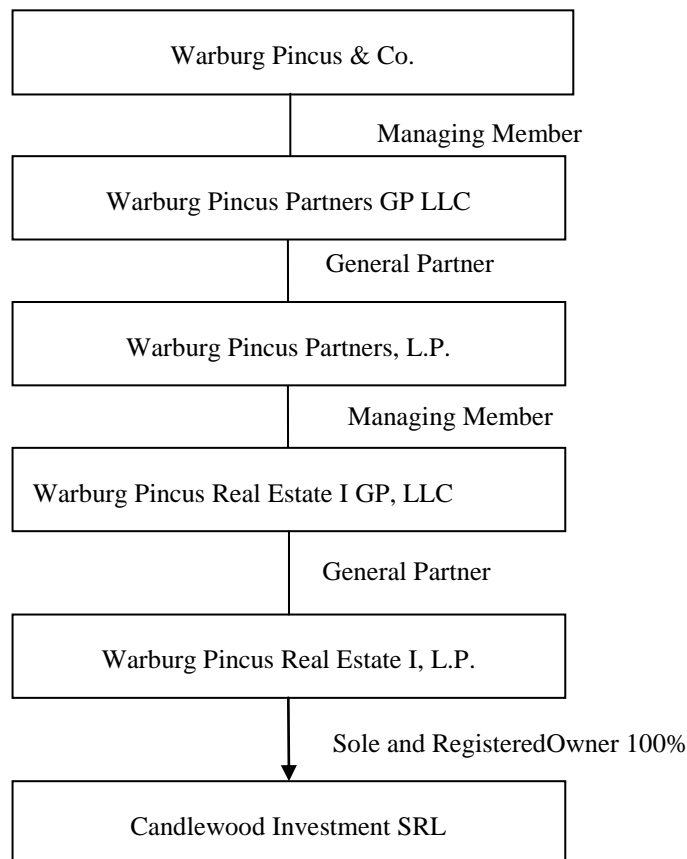 Warburg Pincus & Co.
Managing Member
Warburg Pincus Partners GP LLC
General Partner
Warburg Pincus Partners, L.P.
Managing Member
Warburg Pincus Real Estate I GP, LLC
General Partner
Warburg Pincus Real Estate I, L.P.
Sole and RegisteredOwner 100%
Candlewood Investment SRL